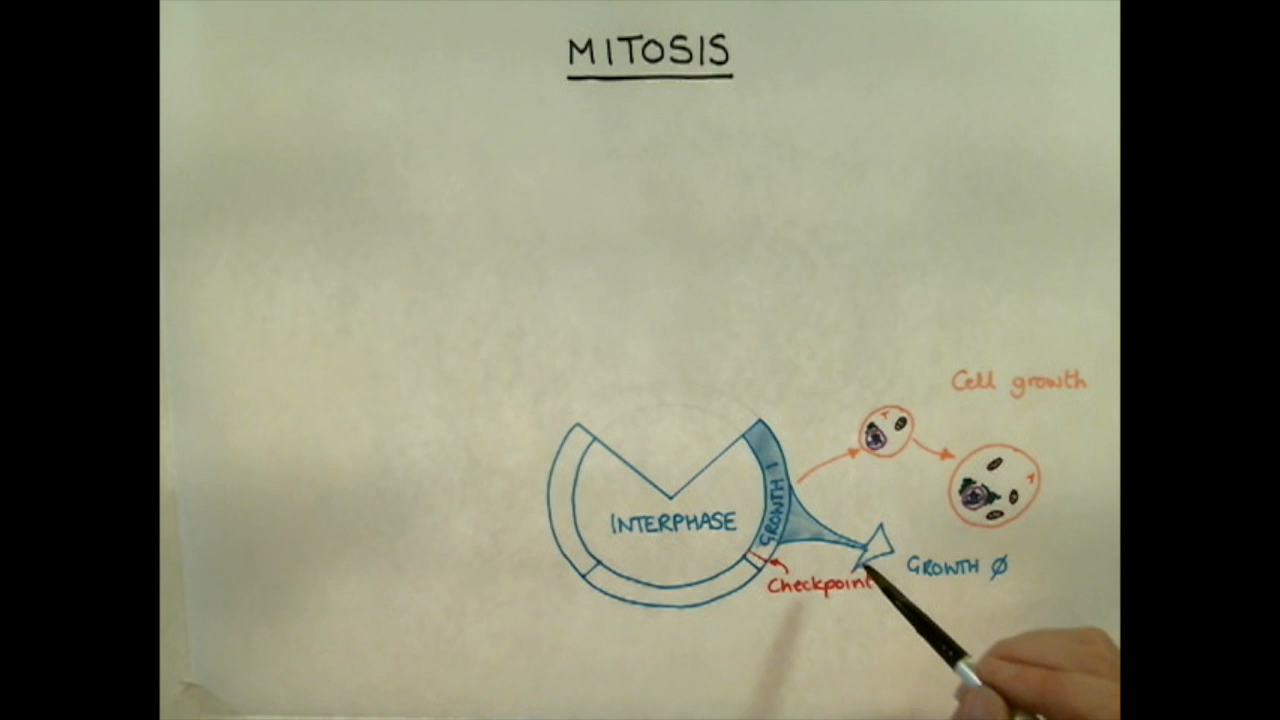 MITOSIS
Cell growth
GROWTH 1
INTERPHASE
GROWTH Ø
Checkpoint